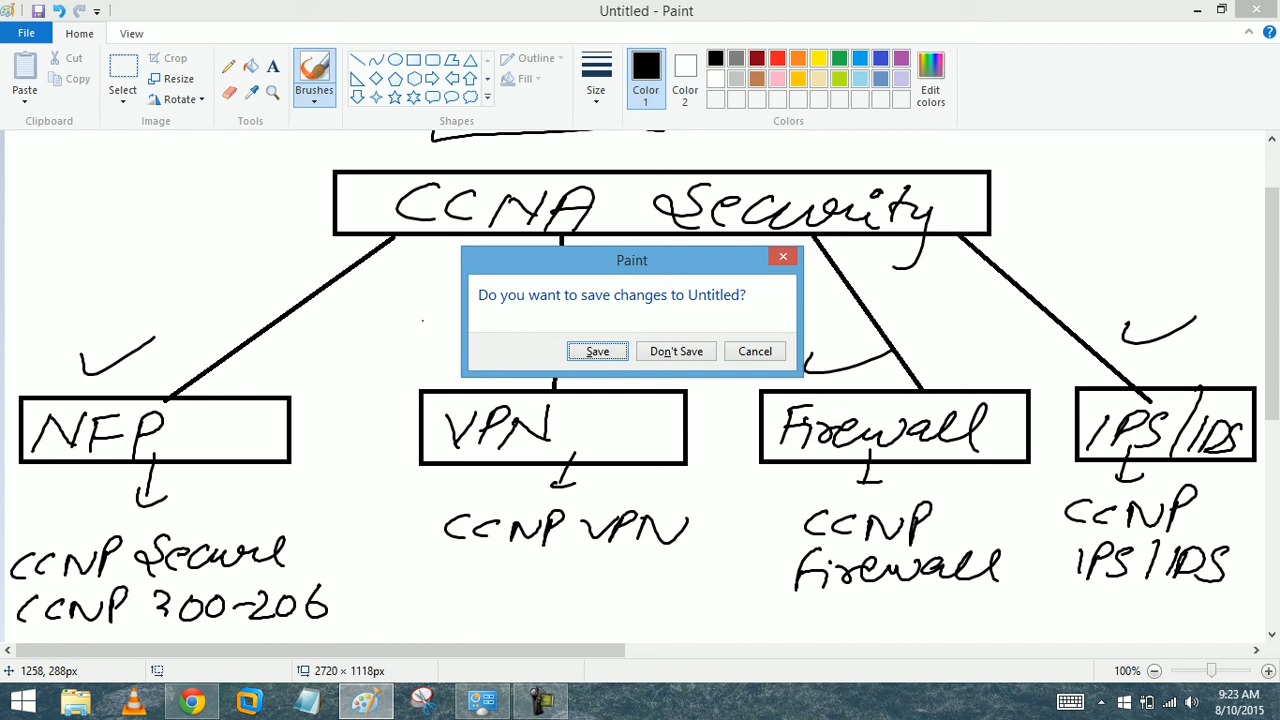 Untitled - Paint
File
Home
View
Paste
Cut
Copy
Clipboard
Select
Crop
Resize
Rotate
Image
A
Tools
Brushes
Outline
Fill
Shapes
Size
Color 1
Color 2
Edit colors
Colors
CCNA Security
Paint
Do you want to save changes to Untitled?
Save
Don't Save
Cancel
NFP
VPN
Firewall
IPS/IDS
CCNP Secure
CCNP 300-206
CCNP VPN
CCNP
Firewall
CCNP
IPS/IDS
1258, 288px
2720 × 1118px
100%
9:23 AM
8/10/2015